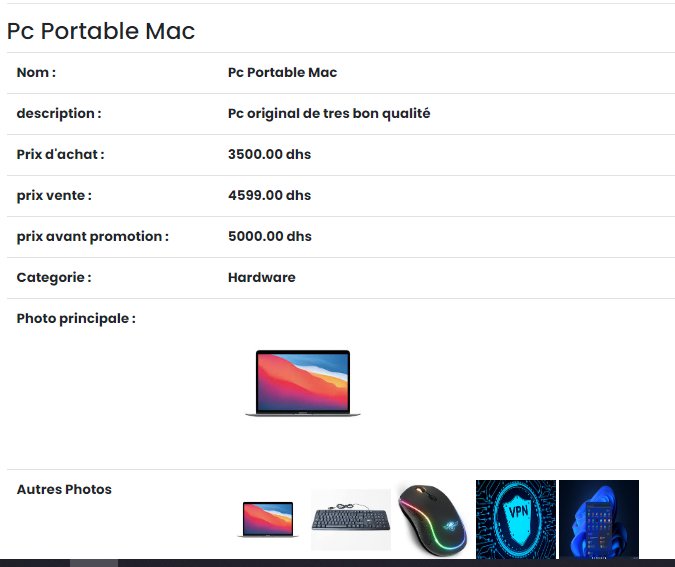 Pc Portable Mac
Nom : Pc Portable Mac
description : Pc original de tres bon qualité
Prix d'achat : 3500.00 dhs
prix vente : 4599.00 dhs
prix avant promotion : 5000.00 dhs
Categorie : Hardware
Photo principale :
Autres Photos
VPN